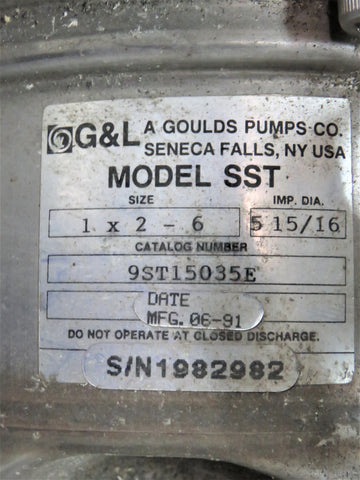 G&L A GOULDS PUMPS CO.
SENECA FALLS, NY USA
MODEL SST
SIZE IMP. DIA.
1 x 2 - 6 5 15/16
CATALOG NUMBER
9ST15035E
DATE
MFG. 06-91
DO NOT OPERATE AT CLOSED DISCHARGE.
S/N1982982